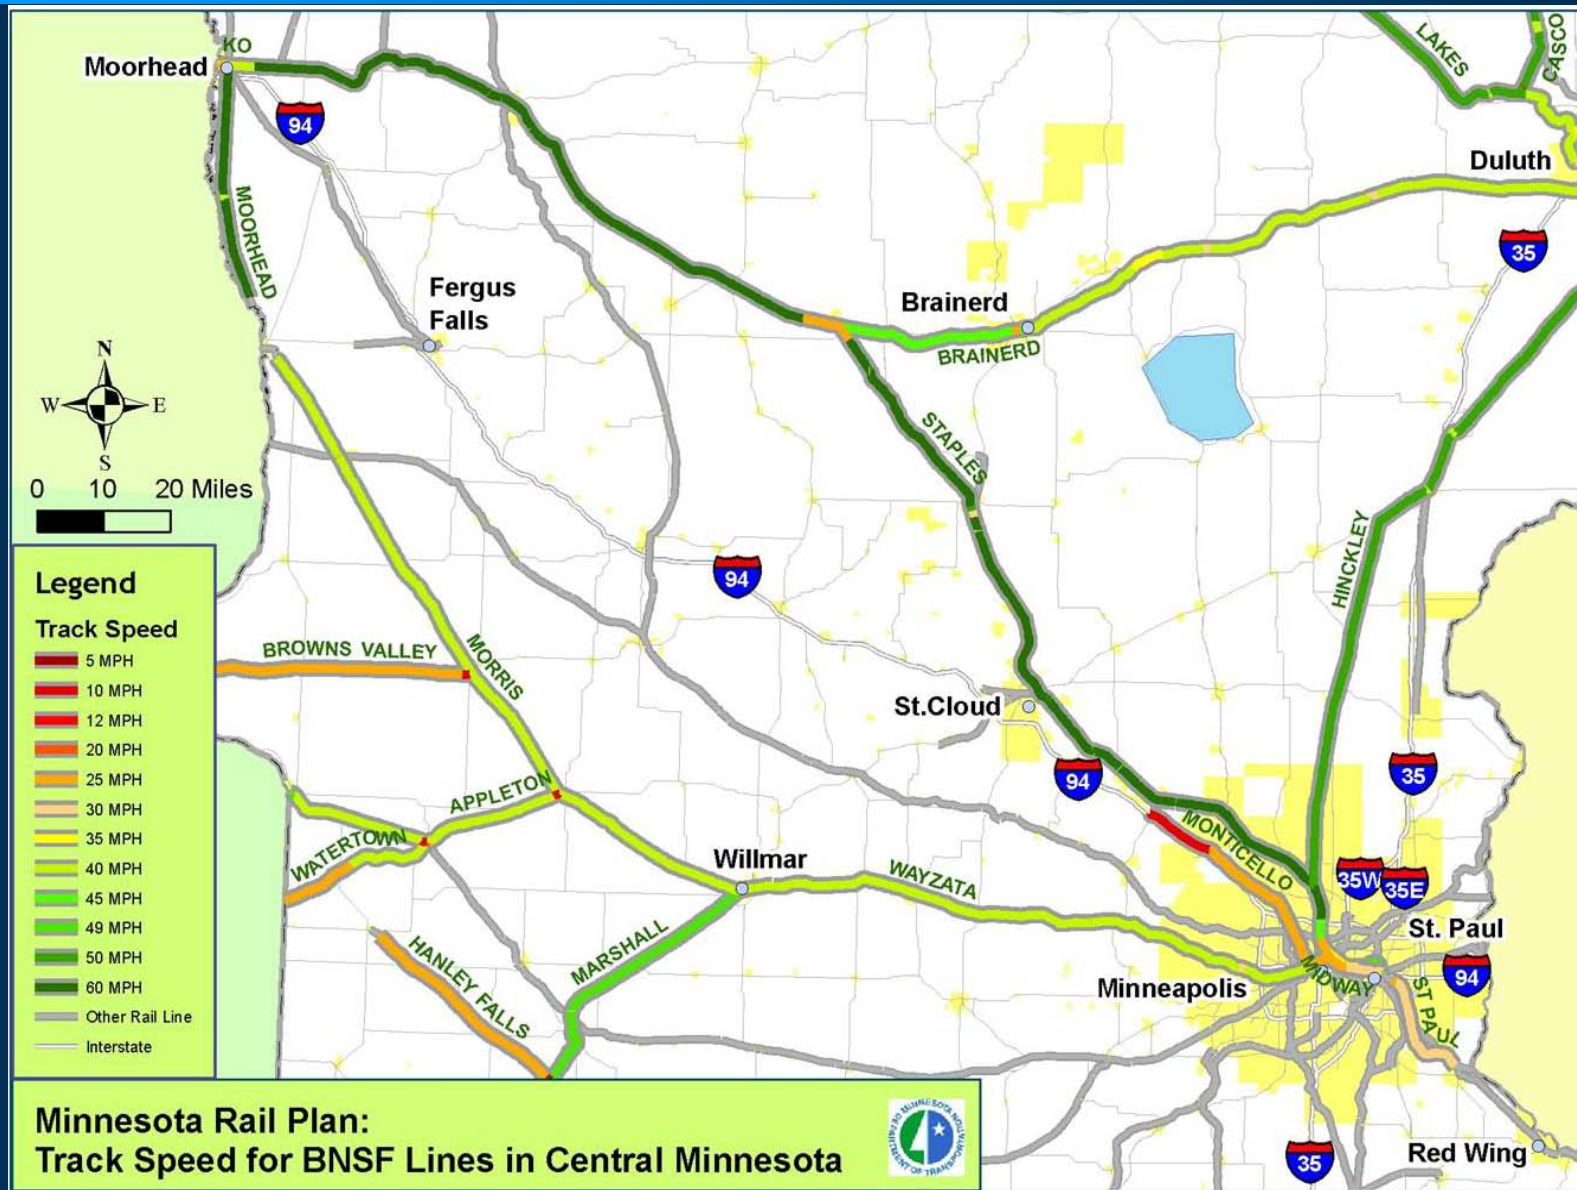 KO
Moorhead
94
MOORHEAD
LAKES
CASCO
Duluth
35
Fergus
Falls
Brainerd
BRAINERD
N
W
E
S
0 10 20 Miles
STAPLES
HINCKLEY
94
Legend
Track Speed
5 MPH
10 MPH
12 MPH
20 MPH
25 MPH
30 MPH
35 MPH
40 MPH
45 MPH
49 MPH
50 MPH
60 MPH
Other Rail Line
Interstate
BROWNS VALLEY
MORRIS
St.Cloud
94
35
APPLETON
WATERTOWN
MONTICELLO
Willmar
WAYZATA
35W
35E
St. Paul
94
MARSHALL
HANLEY FALLS
Minneapolis
MIDWAY
ST PAUL
35
Red Wing
Minnesota Rail Plan:
Track Speed for BNSF Lines in Central Minnesota
MINNESOTA
DEPARTMENT OF TRANSPORTATION